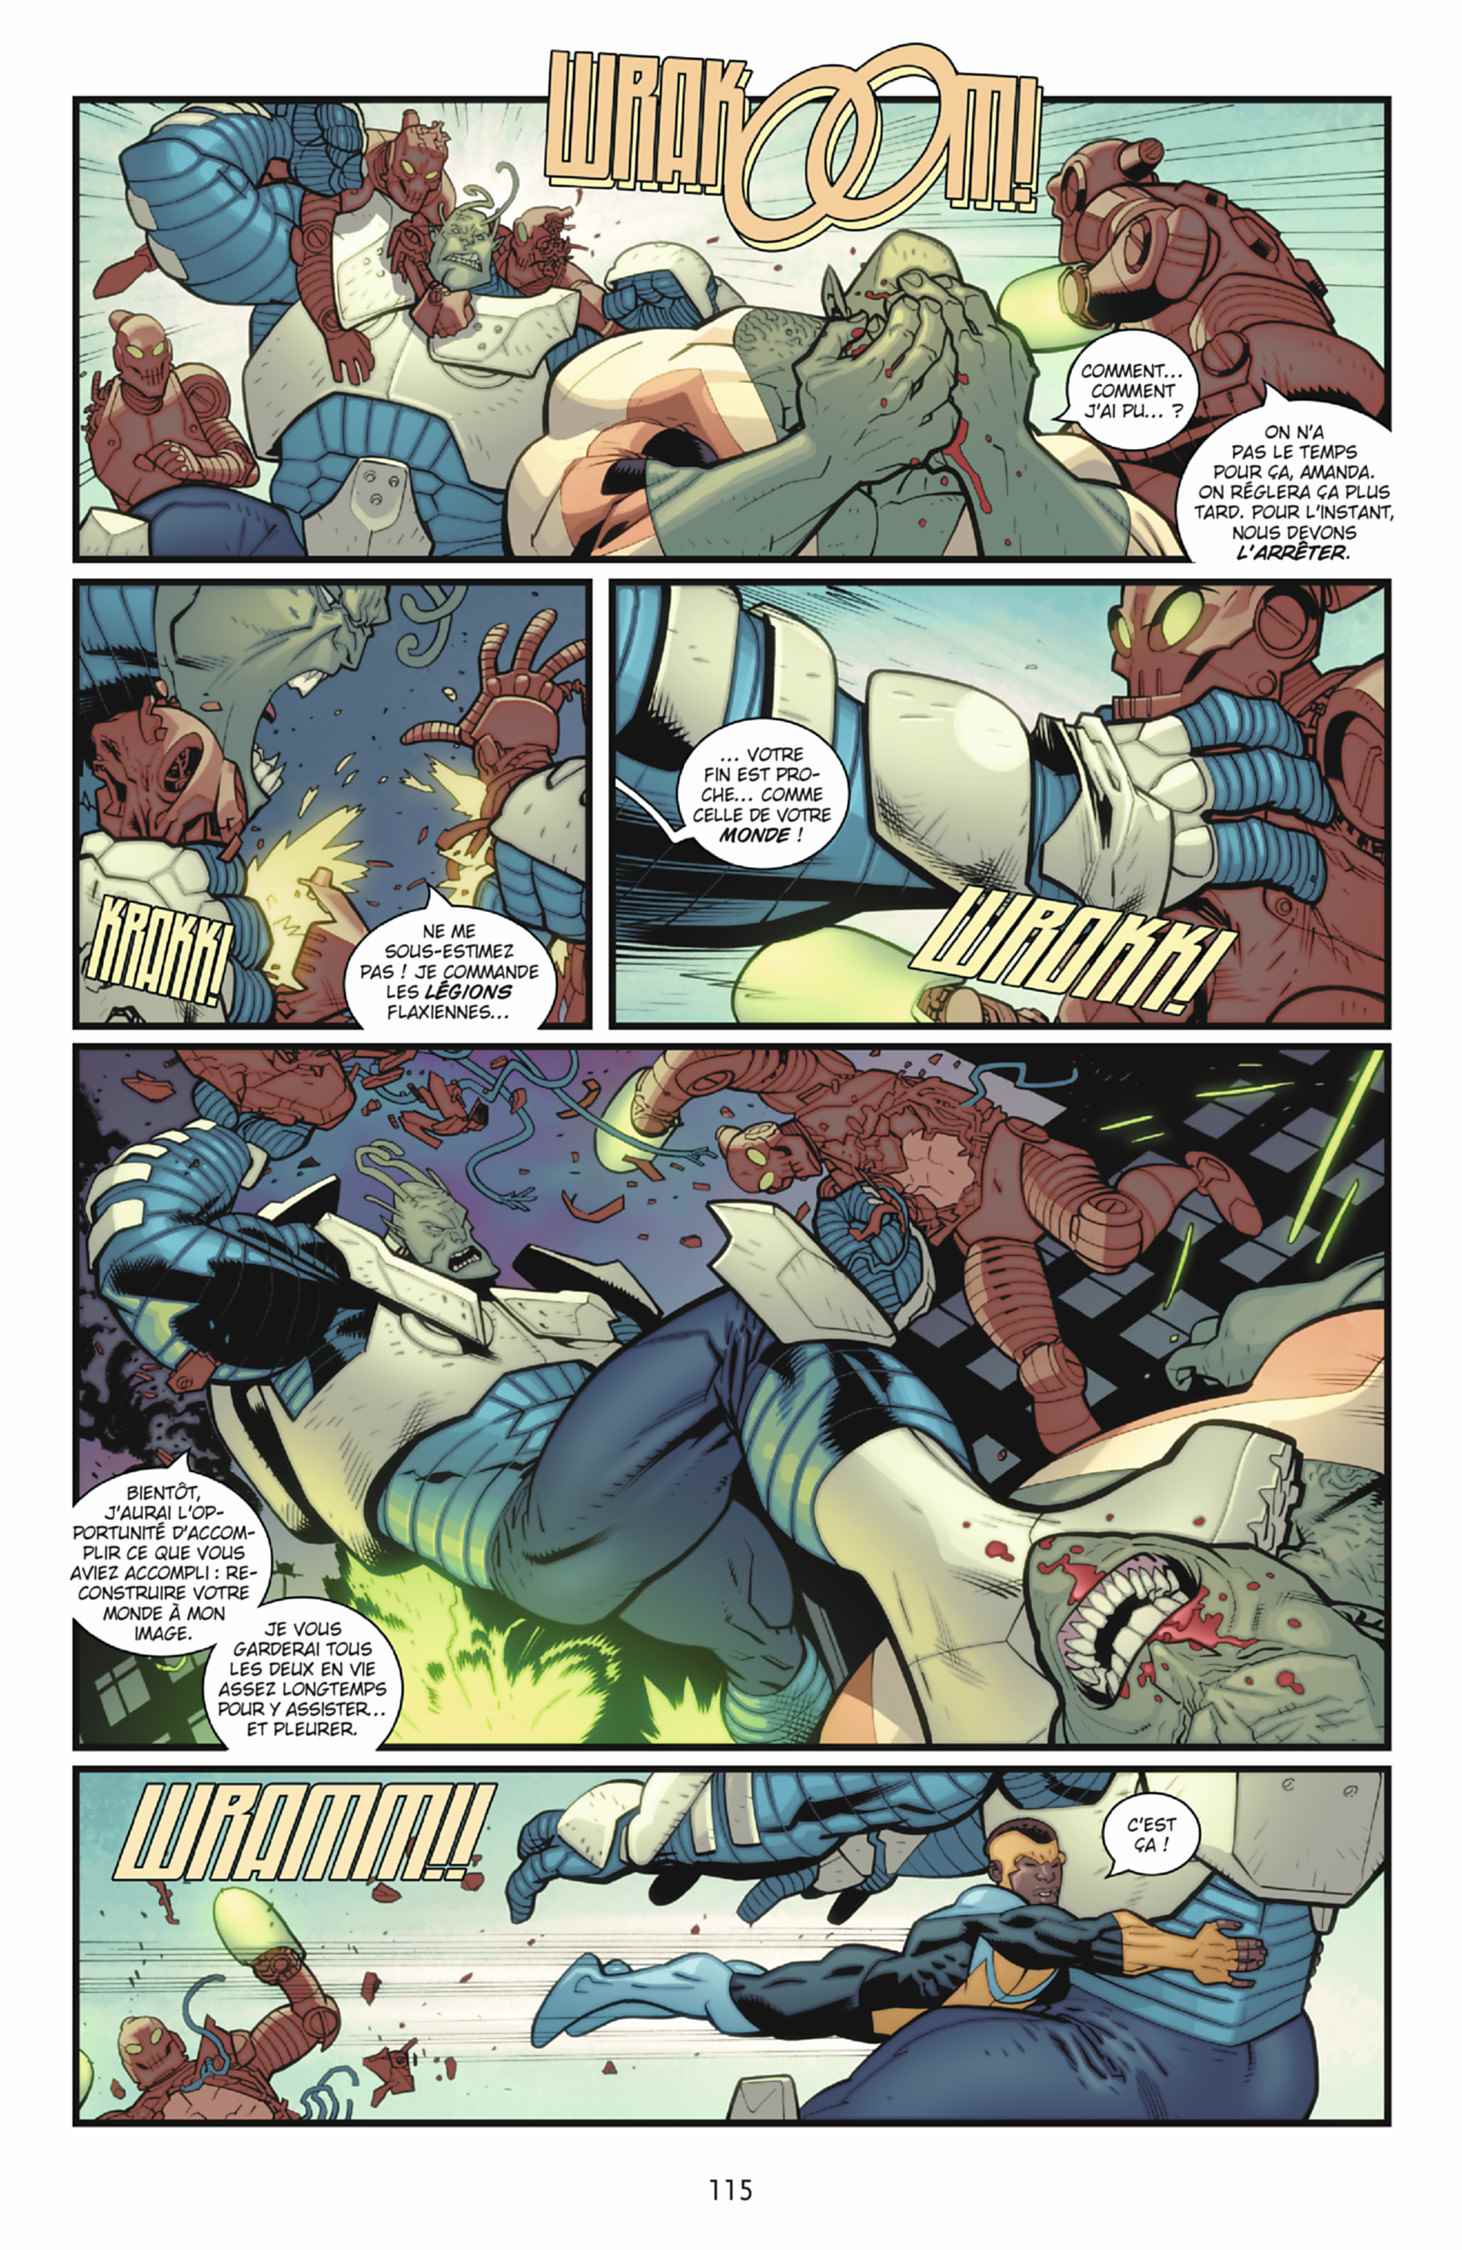 WRAKOOM!
COMMENT...
COMMENT
J'AI PU... ?
ON N'A
PAS LE TEMPS
POUR ÇA, AMANDA.
ON RÉGLERA ÇA PLUS
TARD. POUR L'INSTANT,
NOUS DEVONS
L'ARRÊTER.
KRAKK!
NE ME
SOUS-ESTIMEZ
PAS ! JE COMMANDE
LES LÉGIONS
FLAXIENNES...
... VOTRE
FIN EST PRO-
CHE... COMME
CELLE DE VOTRE
MONDE !
WROKK!
BIENTÔT,
J'AURAI L'OP-
PORTUNITÉ D'ACCOM-
PLIR CE QUE VOUS
AVIEZ ACCOMPLI : RE-
CONSTRUIRE VOTRE
MONDE À MON
IMAGE.
JE VOUS
GARDERAI TOUS
LES DEUX EN VIE
ASSEZ LONGTEMPS
POUR Y ASSISTER...
ET PLEURER.
WRAMM!!
C'EST
ÇA !
115